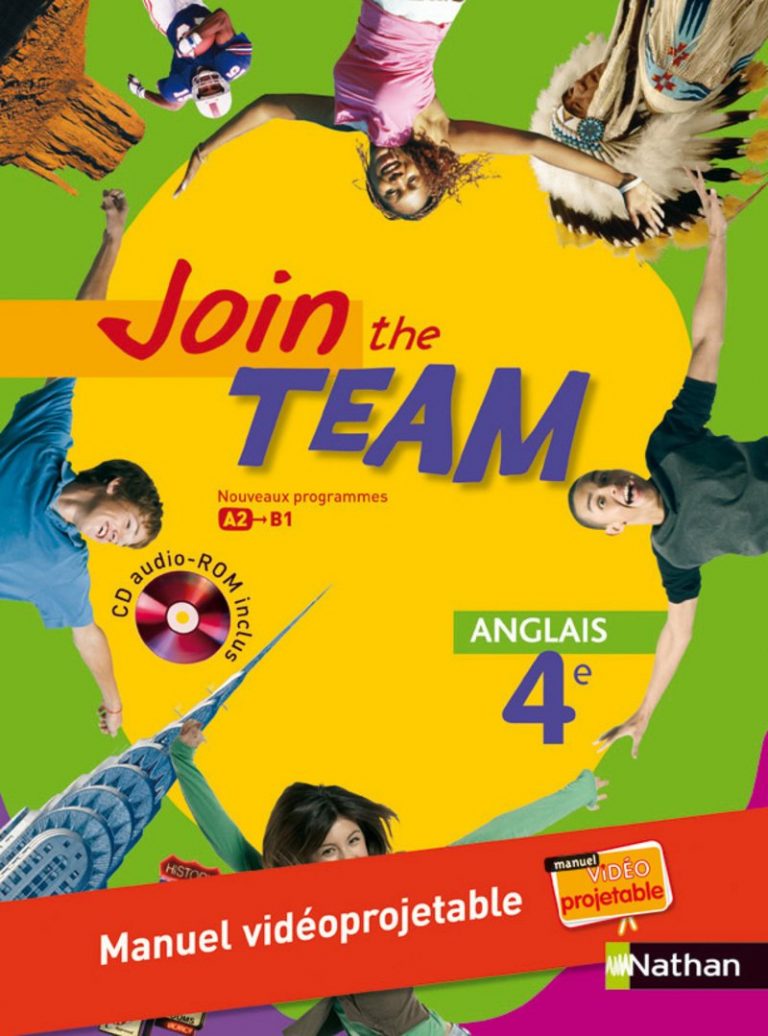 Join the
TEAM
Nouveaux programmes
A2→B1
CD audio-ROM inclus
ANGLAIS
4e
HISTOR
Manuel vidéoprojetable
manuel
VIDÉO
projetable
Nathan